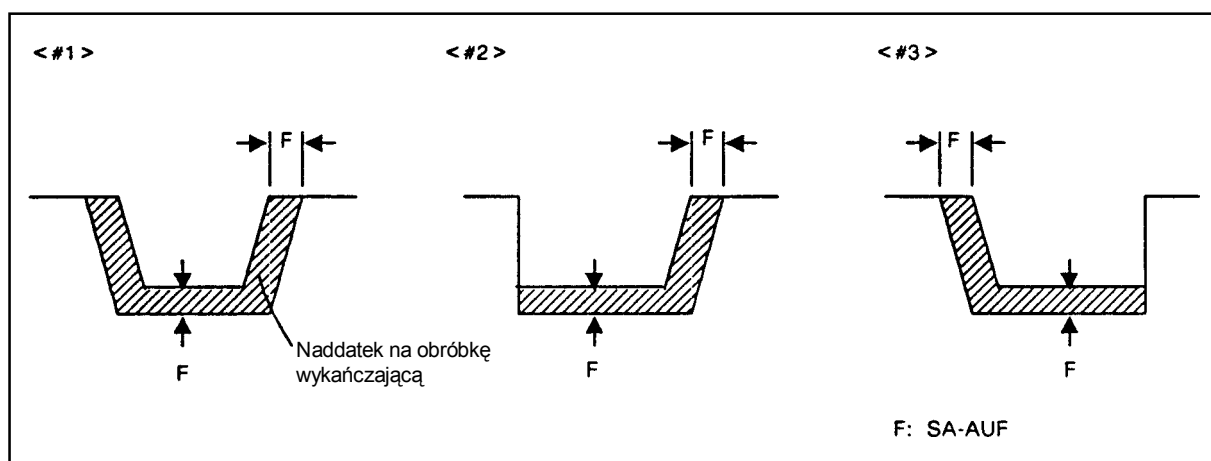 <#1>
<#2>
<#3>
F
F
F
F
F
F
Naddatek na obróbkę
wykańczającą
F: SA-AUF